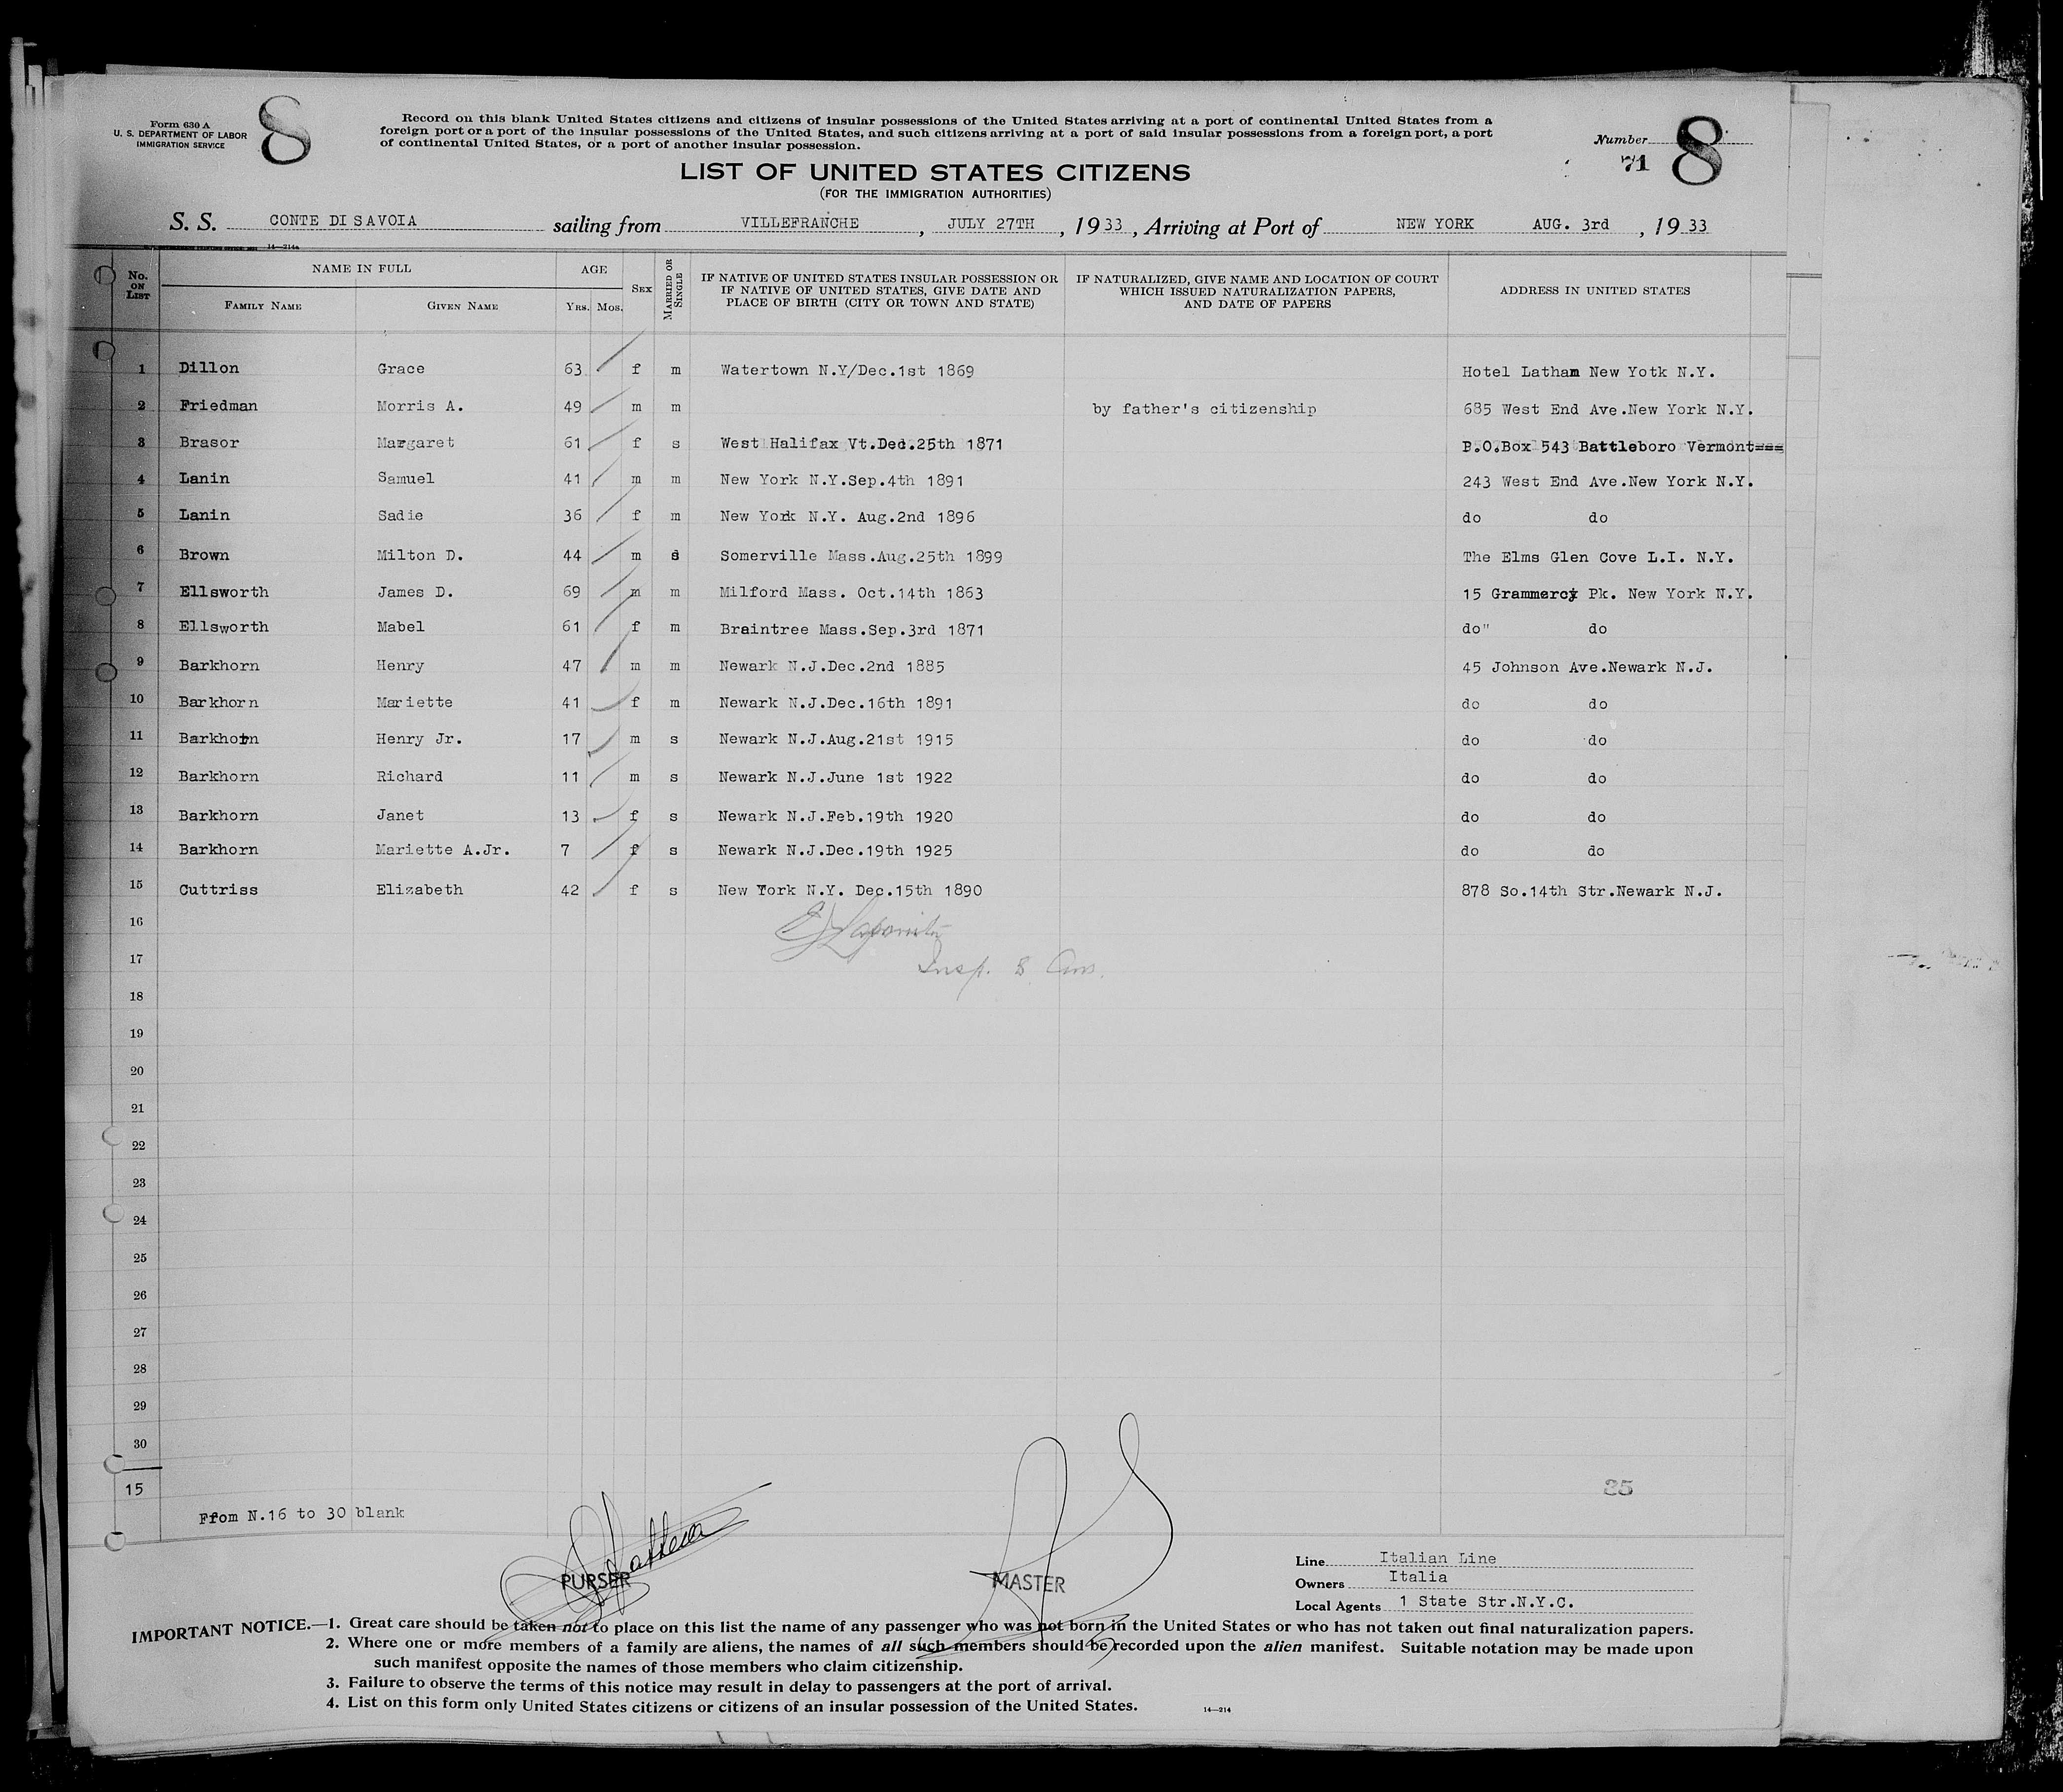 Form 630 A
U. S. DEPARTMENT OF LABOR
IMMIGRATION SERVICE
8
Record on this blank United States citizens and citizens of insular possessions of the United States arriving at a port of continental United States from a
foreign port or a port of the insular possessions of the United States, and such citizens arriving at a port of said insular possessions from a foreign port, a port
of continental United States, or a port of another insular possession.
Number 8
71
LIST OF UNITED STATES CITIZENS
(FOR THE IMMIGRATION AUTHORITIES)
S. S. CONTE DI SAVOIA sailing from VILLEFRANCHE, JULY 27TH, 1933, Arriving at Port of NEW YORK AUG. 3rd, 1933
14—214a
No. ON LIST NAME IN FULL AGE SEX MARRIED OR SINGLE IF NATIVE OF UNITED STATES INSULAR POSSESSION OR IF NATIVE OF UNITED STATES, GIVE DATE AND PLACE OF BIRTH (CITY OR TOWN AND STATE) IF NATURALIZED, GIVE NAME AND LOCATION OF COURT WHICH ISSUED NATURALIZATION PAPERS, AND DATE OF PAPERS ADDRESS IN UNITED STATES
FAMILY NAME GIVEN NAME YRS. MOS.
1 Dillon Grace 63 f m Watertown N.Y/Dec.1st 1869 Hotel Latham New Yotk N.Y.
2 Friedman Morris A. 49 m m by father's citizenship 685 West End Ave.New York N.Y.
3 Brasor Margaret 61 f s West Halifax Vt.Dec.25th 1871 P.O.Box 543 Battleboro Vermont===
4 Lanin Samuel 41 m m New York N.Y.Sep.4th 1891 243 West End Ave.New York N.Y.
5 Lanin Sadie 36 f m New York N.Y. Aug.2nd 1896 do do
6 Brown Milton D. 44 m s Somerville Mass.Aug.25th 1899 The Elms Glen Cove L.I. N.Y.
7 Ellsworth James D. 69 m m Milford Mass. Oct.14th 1863 15 Grammercy Pk. New York N.Y.
8 Ellsworth Mabel 61 f m Braintree Mass.Sep.3rd 1871 do" do
9 Barkhorn Henry 47 m m Newark N.J.Dec.2nd 1885 45 Johnson Ave.Newark N.J.
10 Barkhorn Mariette 41 f m Newark N.J.Dec.16th 1891 do do
11 Barkhorn Henry Jr. 17 m s Newark N.J.Aug.21st 1915 do do
12 Barkhorn Richard 11 m s Newark N.J.June 1st 1922 do do
13 Barkhorn Janet 13 f s Newark N.J.Feb.19th 1920 do do
14 Barkhorn Mariette A.Jr. 7 f s Newark N.J.Dec.19th 1925 do do
15 Cuttriss Elizabeth 42 f s New York N.Y. Dec.15th 1890 878 So.14th Str.Newark N.J.
16
17 Insp.
18
19
20
21
22
23
24
25
26
27
28
29
30
15 35
From N.16 to 30 blank
PURSER
MASTER
Line Italian Line
Owners Italia
Local Agents 1 State Str.N.Y.C.
IMPORTANT NOTICE.—1. Great care should be taken not to place on this list the name of any passenger who was not born in the United States or who has not taken out final naturalization papers.
2. Where one or more members of a family are aliens, the names of all such members should be recorded upon the alien manifest. Suitable notation may be made upon
such manifest opposite the names of those members who claim citizenship.
3. Failure to observe the terms of this notice may result in delay to passengers at the port of arrival.
4. List on this form only United States citizens or citizens of an insular possession of the United States.
14—214